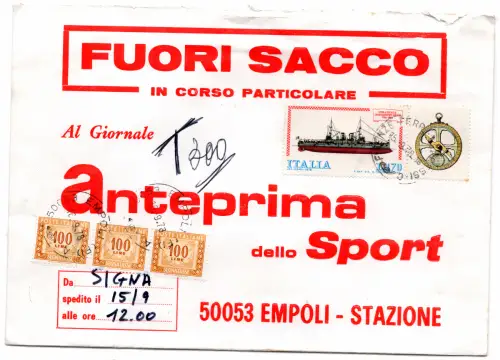 FUORI SACCO
IN CORSO PARTICOLARE
Al Giornale
T 300
ITALIA
170
anteprima
dello Sport
100
LIRE
100
LIRE
100
LIRE
Da SIGNA
spedito il 15/9
alle ore 12.00
50053 EMPOLI - STAZIONE